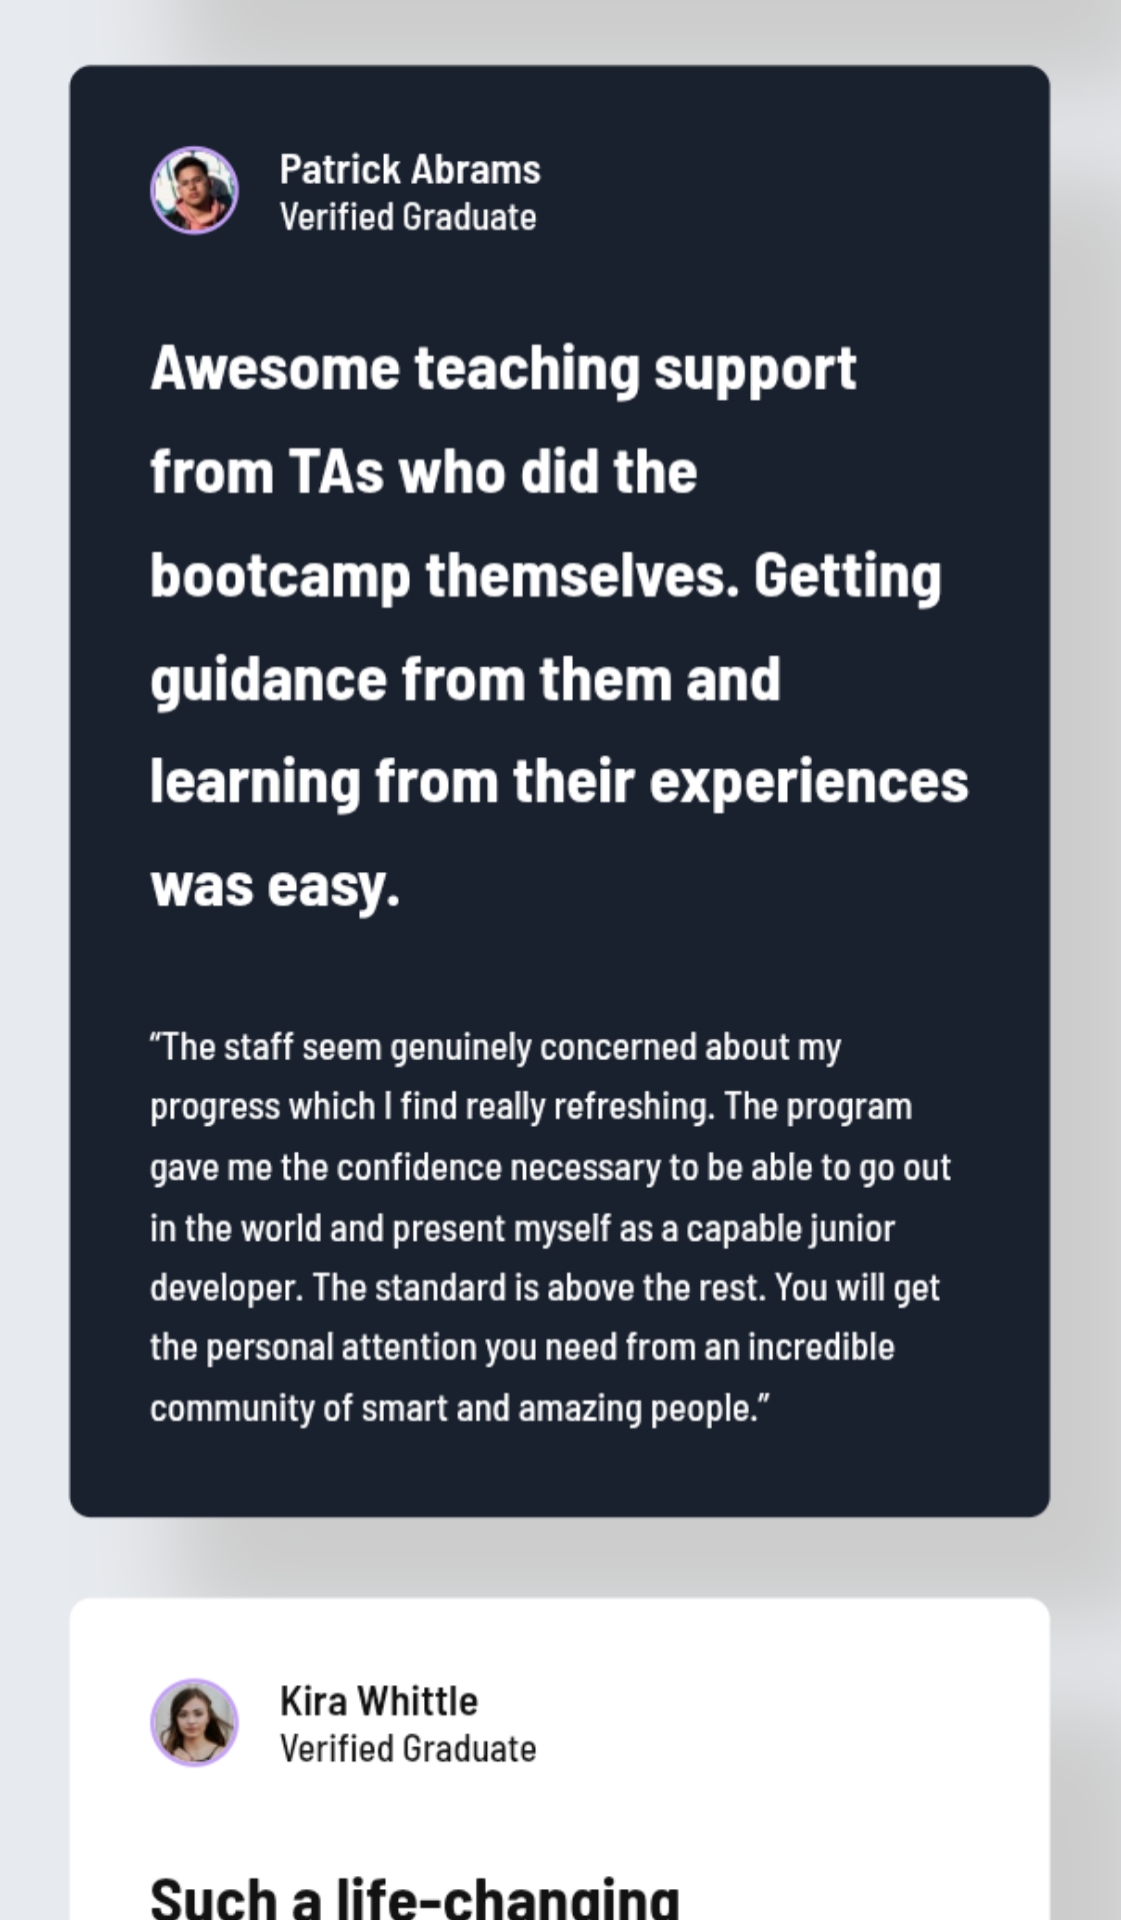 Patrick Abrams
Verified Graduate
Awesome teaching support
from TAs who did the
bootcamp themselves. Getting
guidance from them and
learning from their experiences
was easy.
“The staff seem genuinely concerned about my
progress which I find really refreshing. The program
gave me the confidence necessary to be able to go out
in the world and present myself as a capable junior
developer. The standard is above the rest. You will get
the personal attention you need from an incredible
community of smart and amazing people.”
Kira Whittle
Verified Graduate
Such a life-changing